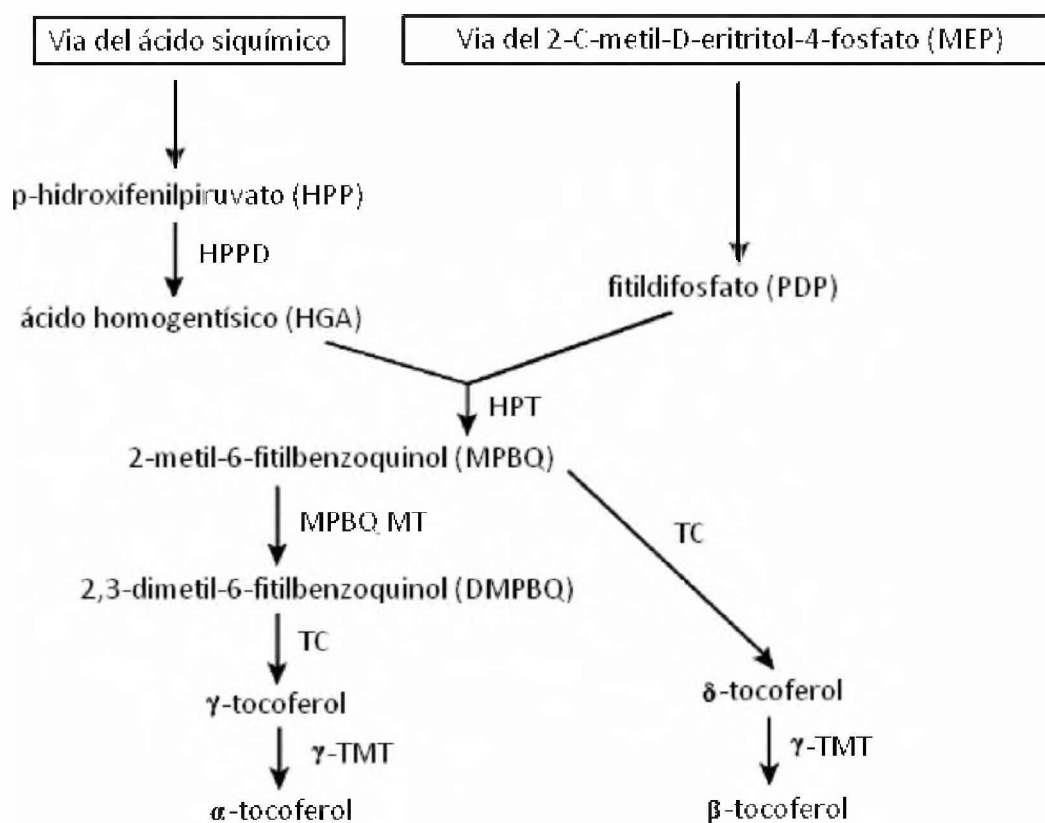 Via del ácido siquímico
Via del 2-C-metil-D-eritritol-4-fosfato (MEP)
p-hidroxifenilpiruvato (HPP)
HPPD
fitildifosfato (PDP)
ácido homogentísico (HGA)
HPT
2-metil-6-fitilbenzoquinol (MPBQ)
MPBQ MT
TC
2,3-dimetil-6-fitilbenzoquinol (DMPBQ)
TC
γ-tocoferol
δ-tocoferol
γ-TMT
γ-TMT
α-tocoferol
β-tocoferol